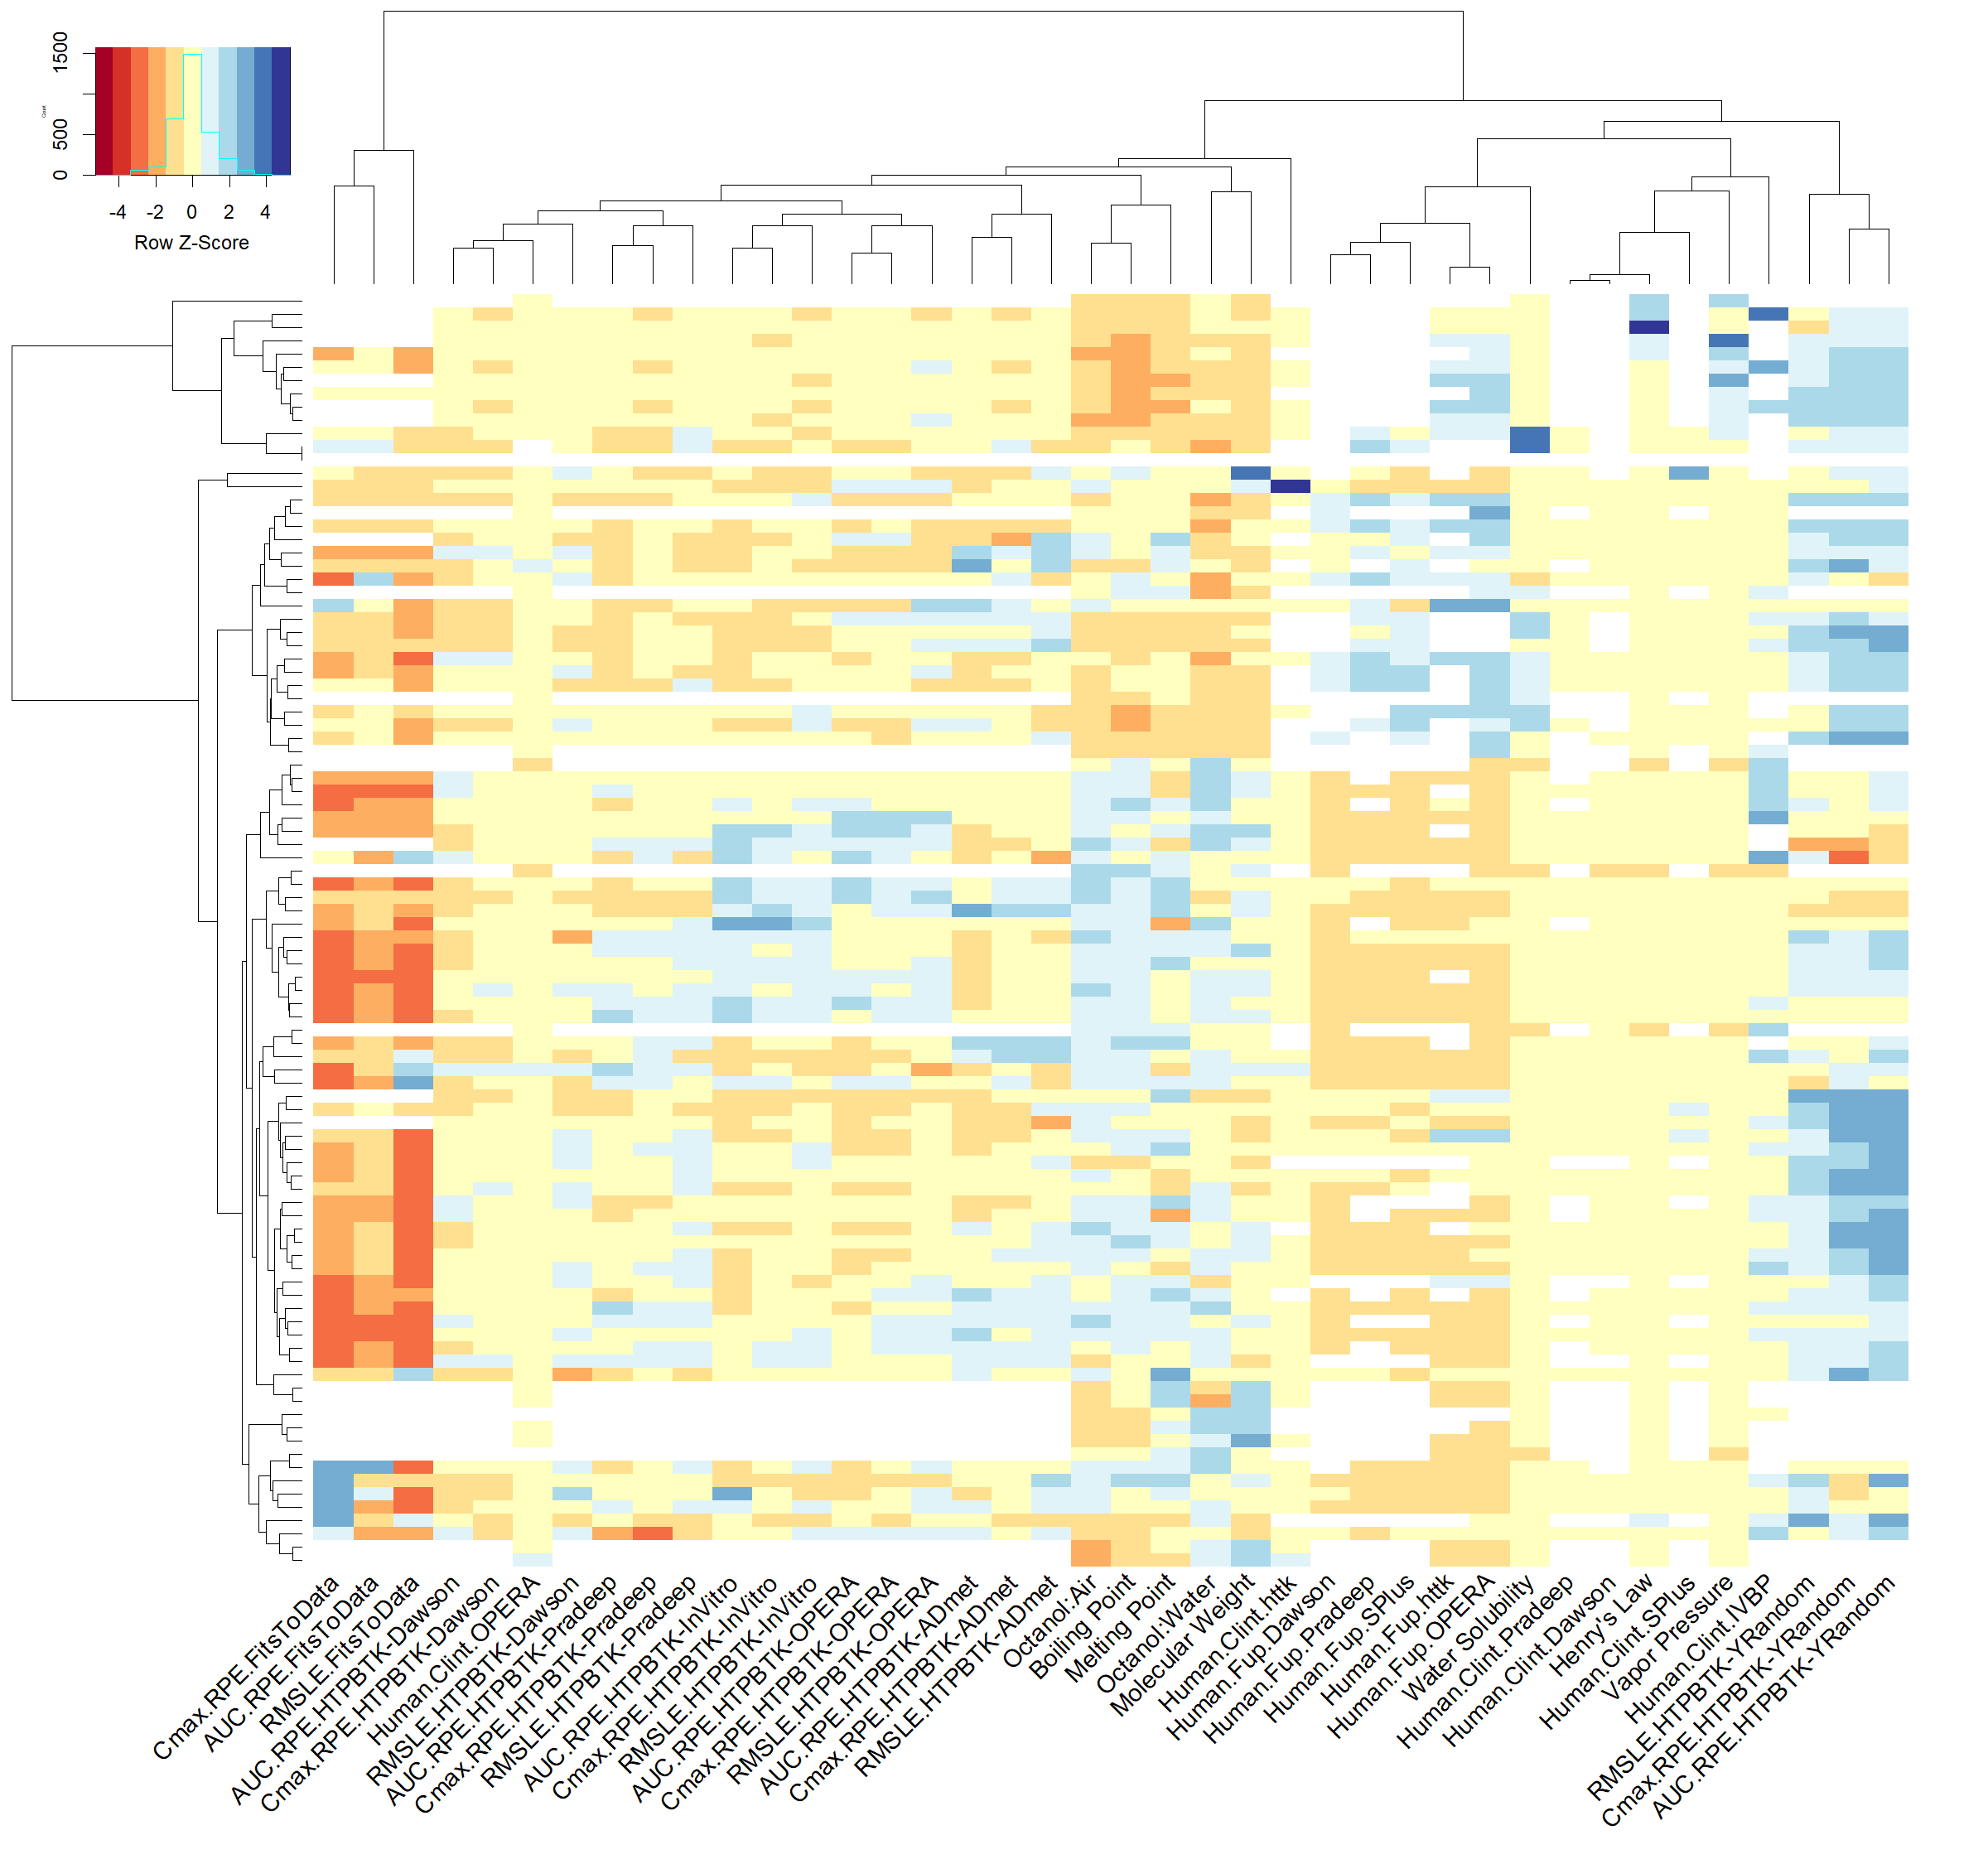 1500
500
0
Count
-4 -2 0 2 4
Row Z-Score
Cmax.RPE.FitsToData
AUC.RPE.FitsToData
RMSLE.FitsToData
AUC.RPE.HTPBTK-Dawson
Cmax.RPE.HTPBTK-Dawson
Human.Clint.OPERA
RMSLE.HTPBTK-Dawson
AUC.RPE.HTPBTK-Pradeep
Cmax.RPE.HTPBTK-Pradeep
RMSLE.HTPBTK-Pradeep
AUC.RPE.HTPBTK-InVitro
Cmax.RPE.HTPBTK-InVitro
RMSLE.HTPBTK-InVitro
AUC.RPE.HTPBTK-OPERA
Cmax.RPE.HTPBTK-OPERA
RMSLE.HTPBTK-OPERA
AUC.RPE.HTPBTK-ADmet
Cmax.RPE.HTPBTK-ADmet
RMSLE.HTPBTK-ADmet
Octanol:Air
Boiling Point
Melting Point
Octanol:Water
Molecular Weight
Human.Clint.httk
Human.Fup.Dawson
Human.Fup.Pradeep
Human.Fup.SPlus
Human.Fup.httk
Human.Fup.OPERA
Water Solubility
Human.Clint.Pradeep
Human.Clint.Dawson
Henry's Law
Human.Clint.SPlus
Vapor Pressure
Human.Clint.IVBP
RMSLE.HTPBTK-YRandom
Cmax.RPE.HTPBTK-YRandom
AUC.RPE.HTPBTK-YRandom